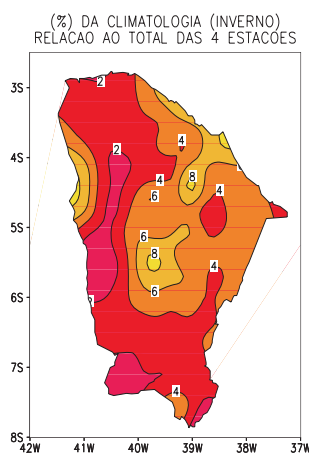 (%) DA CLIMATOLOGIA (INVERNO)
RELACAO AO TOTAL DAS 4 ESTACOES
2
3S
4
4S
2
8
4
4
6
5S
6
8
4
6
6S
2
7S
4
8S
42W 41W 40W 39W 38W 37W